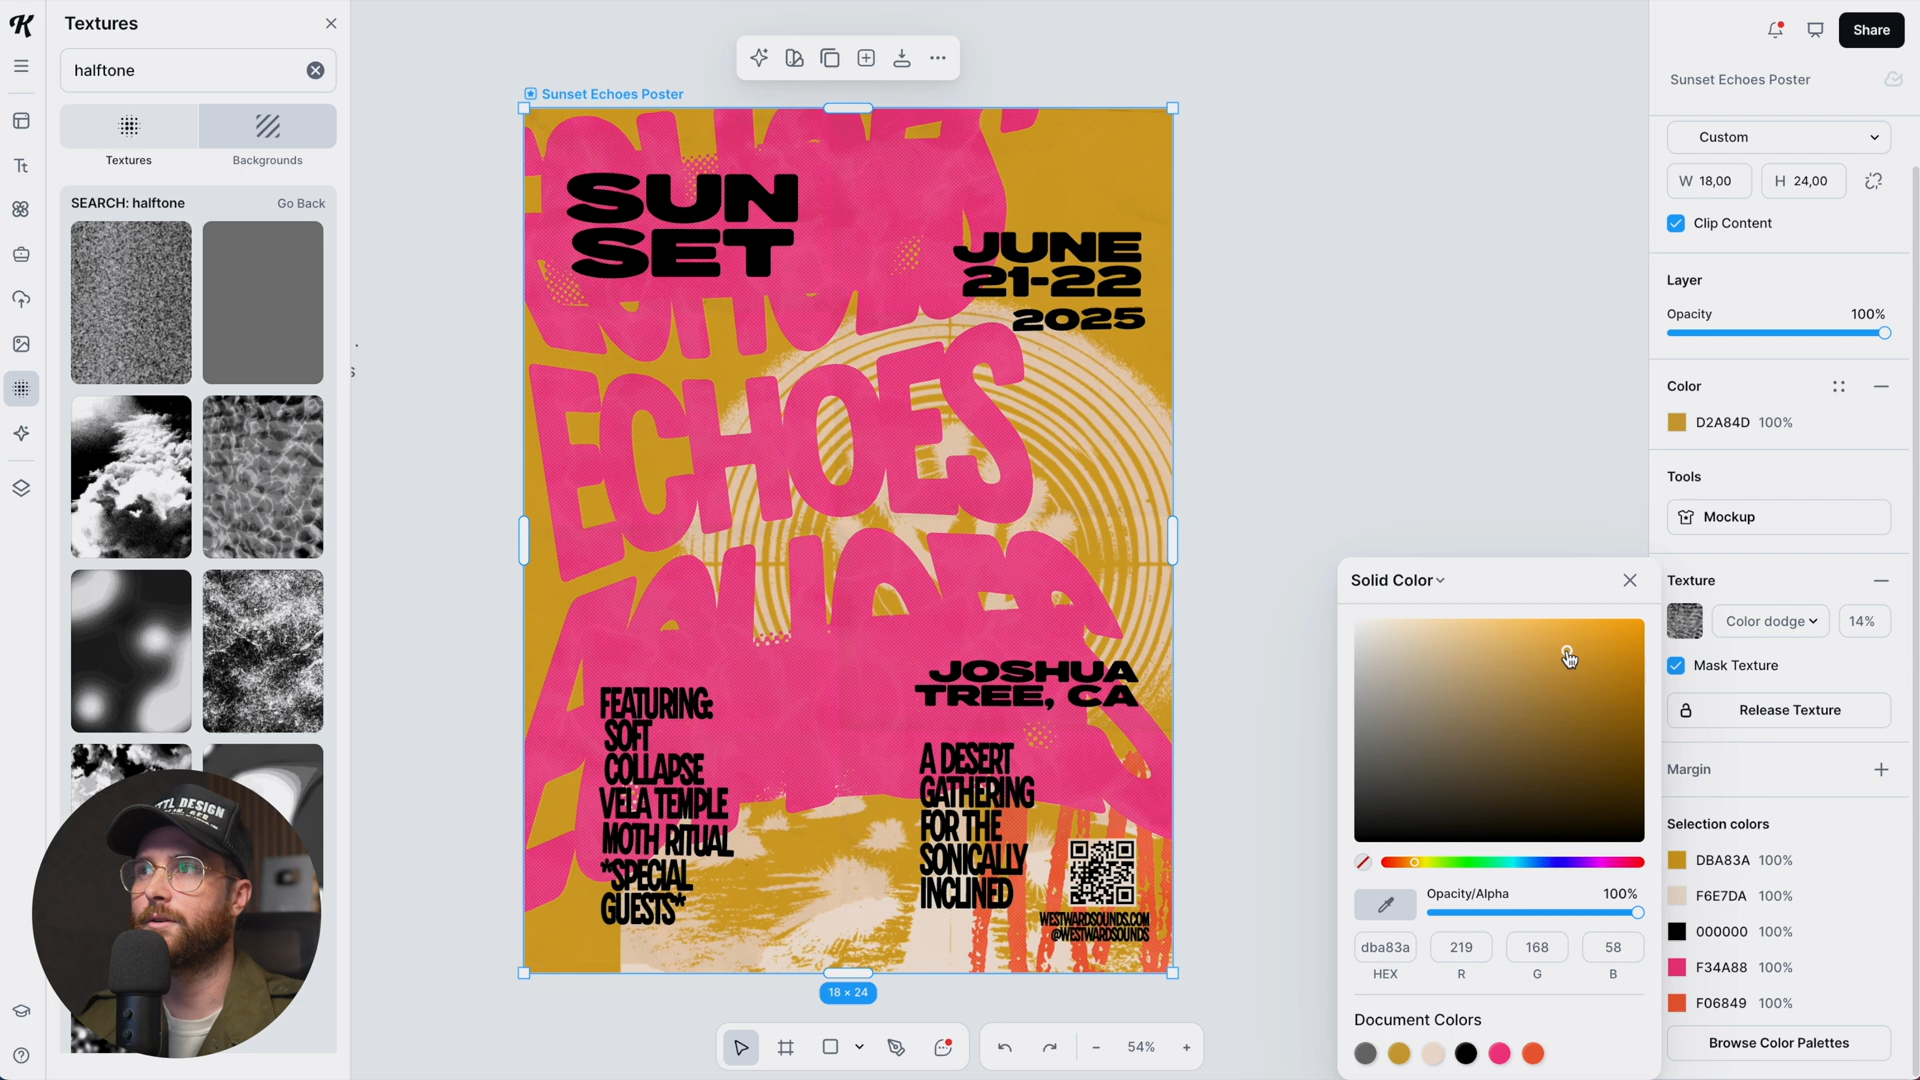 Textures
halftone
Textures
Backgrounds
SEARCH: halftone
Go Back
Sunset Echoes Poster
SUN
SET
JUNE
21-22
2025
ECHOES
JOSHUA
TREE, CA
FEATURING:
SOFT
COLLAPSE
VELA TEMPLE
MOTH RITUAL
*SPECIAL
GUESTS*
A DESERT
GATHERING
FOR THE
SONICALLY
INCLINED
WESTWARDSOUNDS.COM
@WESTWARDSOUNDS
18 × 24
54%
Share
Sunset Echoes Poster
Custom
W 18,00
H 24,00
Clip Content
Layer
Opacity
100%
Color
D2A84D 100%
Tools
Mockup
Texture
Color dodge
14%
Mask Texture
Release Texture
Margin
Selection colors
DBA83A 100%
F6E7DA 100%
000000 100%
F34A88 100%
F06849 100%
Browse Color Palettes
Solid Color
Opacity/Alpha
100%
dba83a
219
168
58
HEX
R
G
B
Document Colors